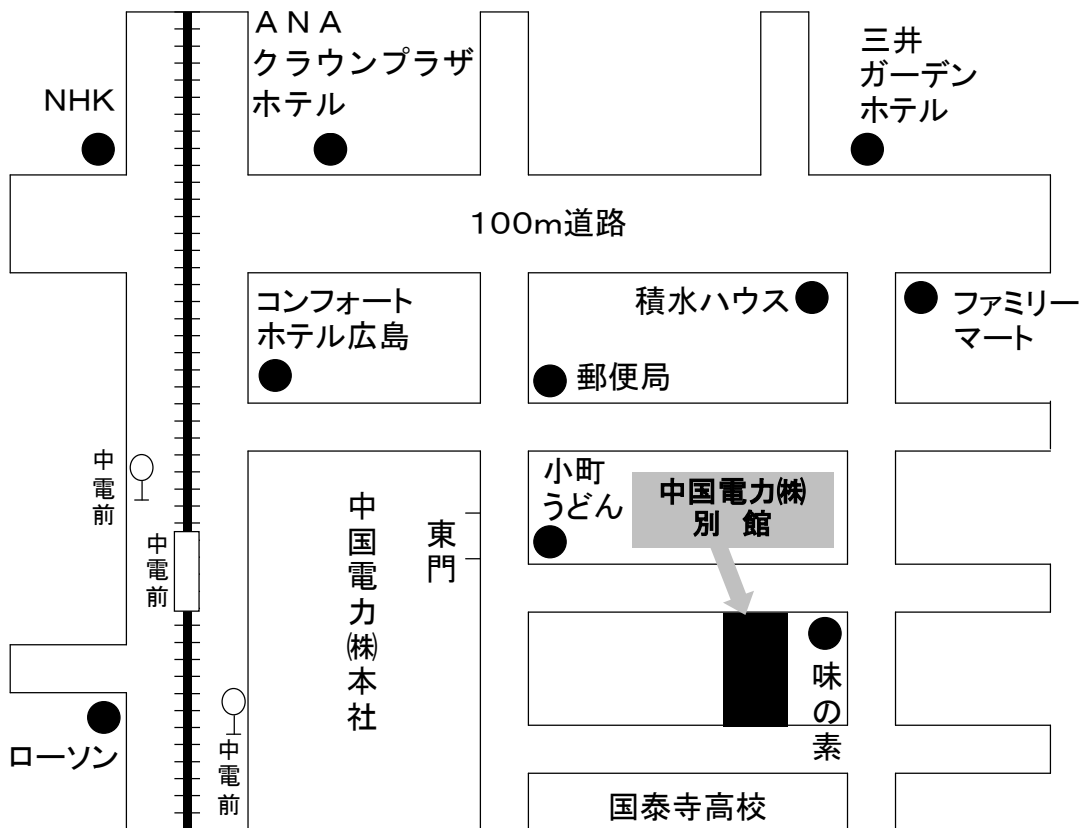 ＡＮＡ
クラウンプラザ
ホテル
三井
ガーデン
ホテル
NHK
100m道路
コンフォート
ホテル広島
積水ハウス
ファミリー
マート
郵便局
中電前
小町
うどん
中国電力㈱
別　館
中国電力㈱本社
東門
中電前
味の素
ローソン
中電前
国泰寺高校